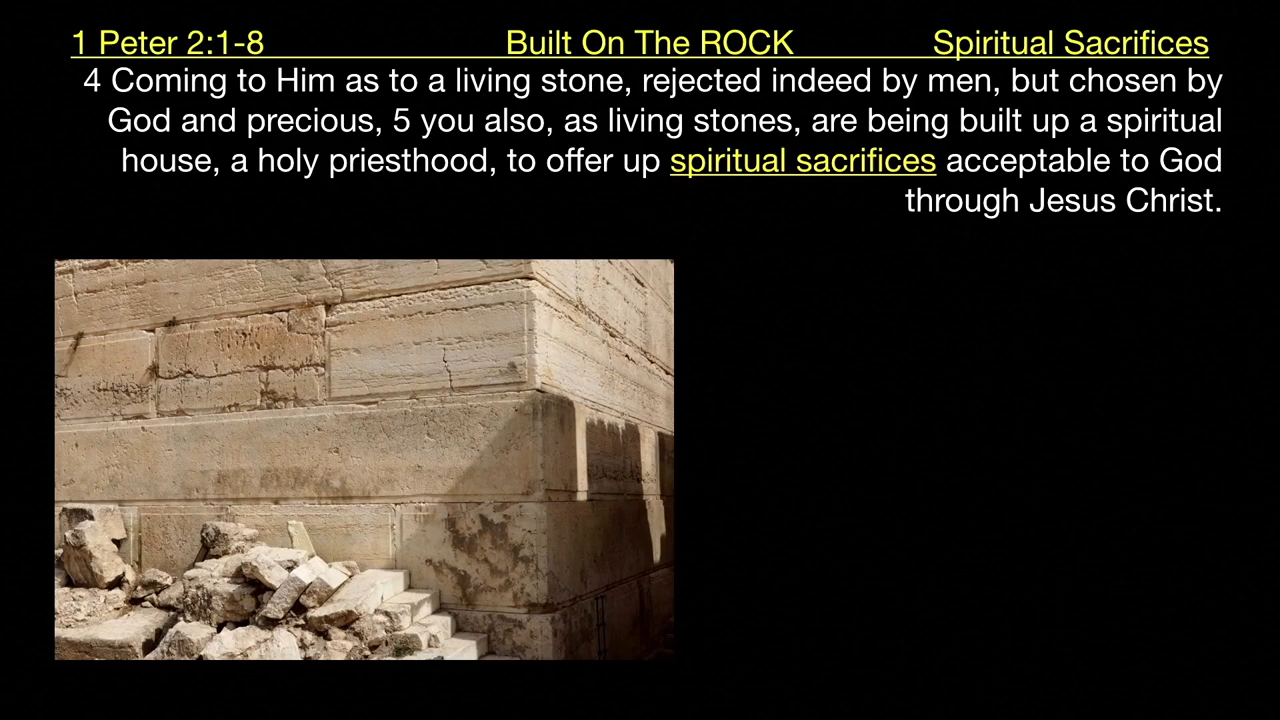 1 Peter 2:1-8 Built On The ROCK Spiritual Sacrifices
4 Coming to Him as to a living stone, rejected indeed by men, but chosen by
God and precious, 5 you also, as living stones, are being built up a spiritual
house, a holy priesthood, to offer up spiritual sacrifices acceptable to God
through Jesus Christ.